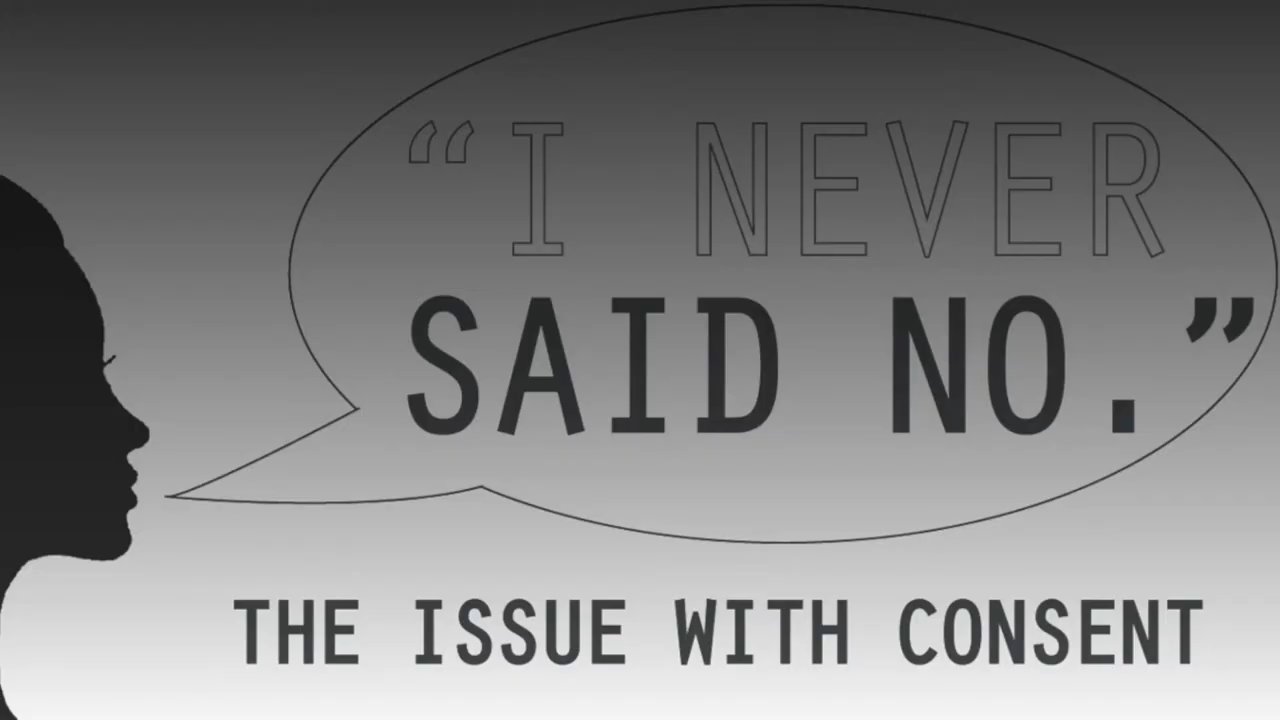 “I NEVER
SAID NO.”
THE ISSUE WITH CONSENT